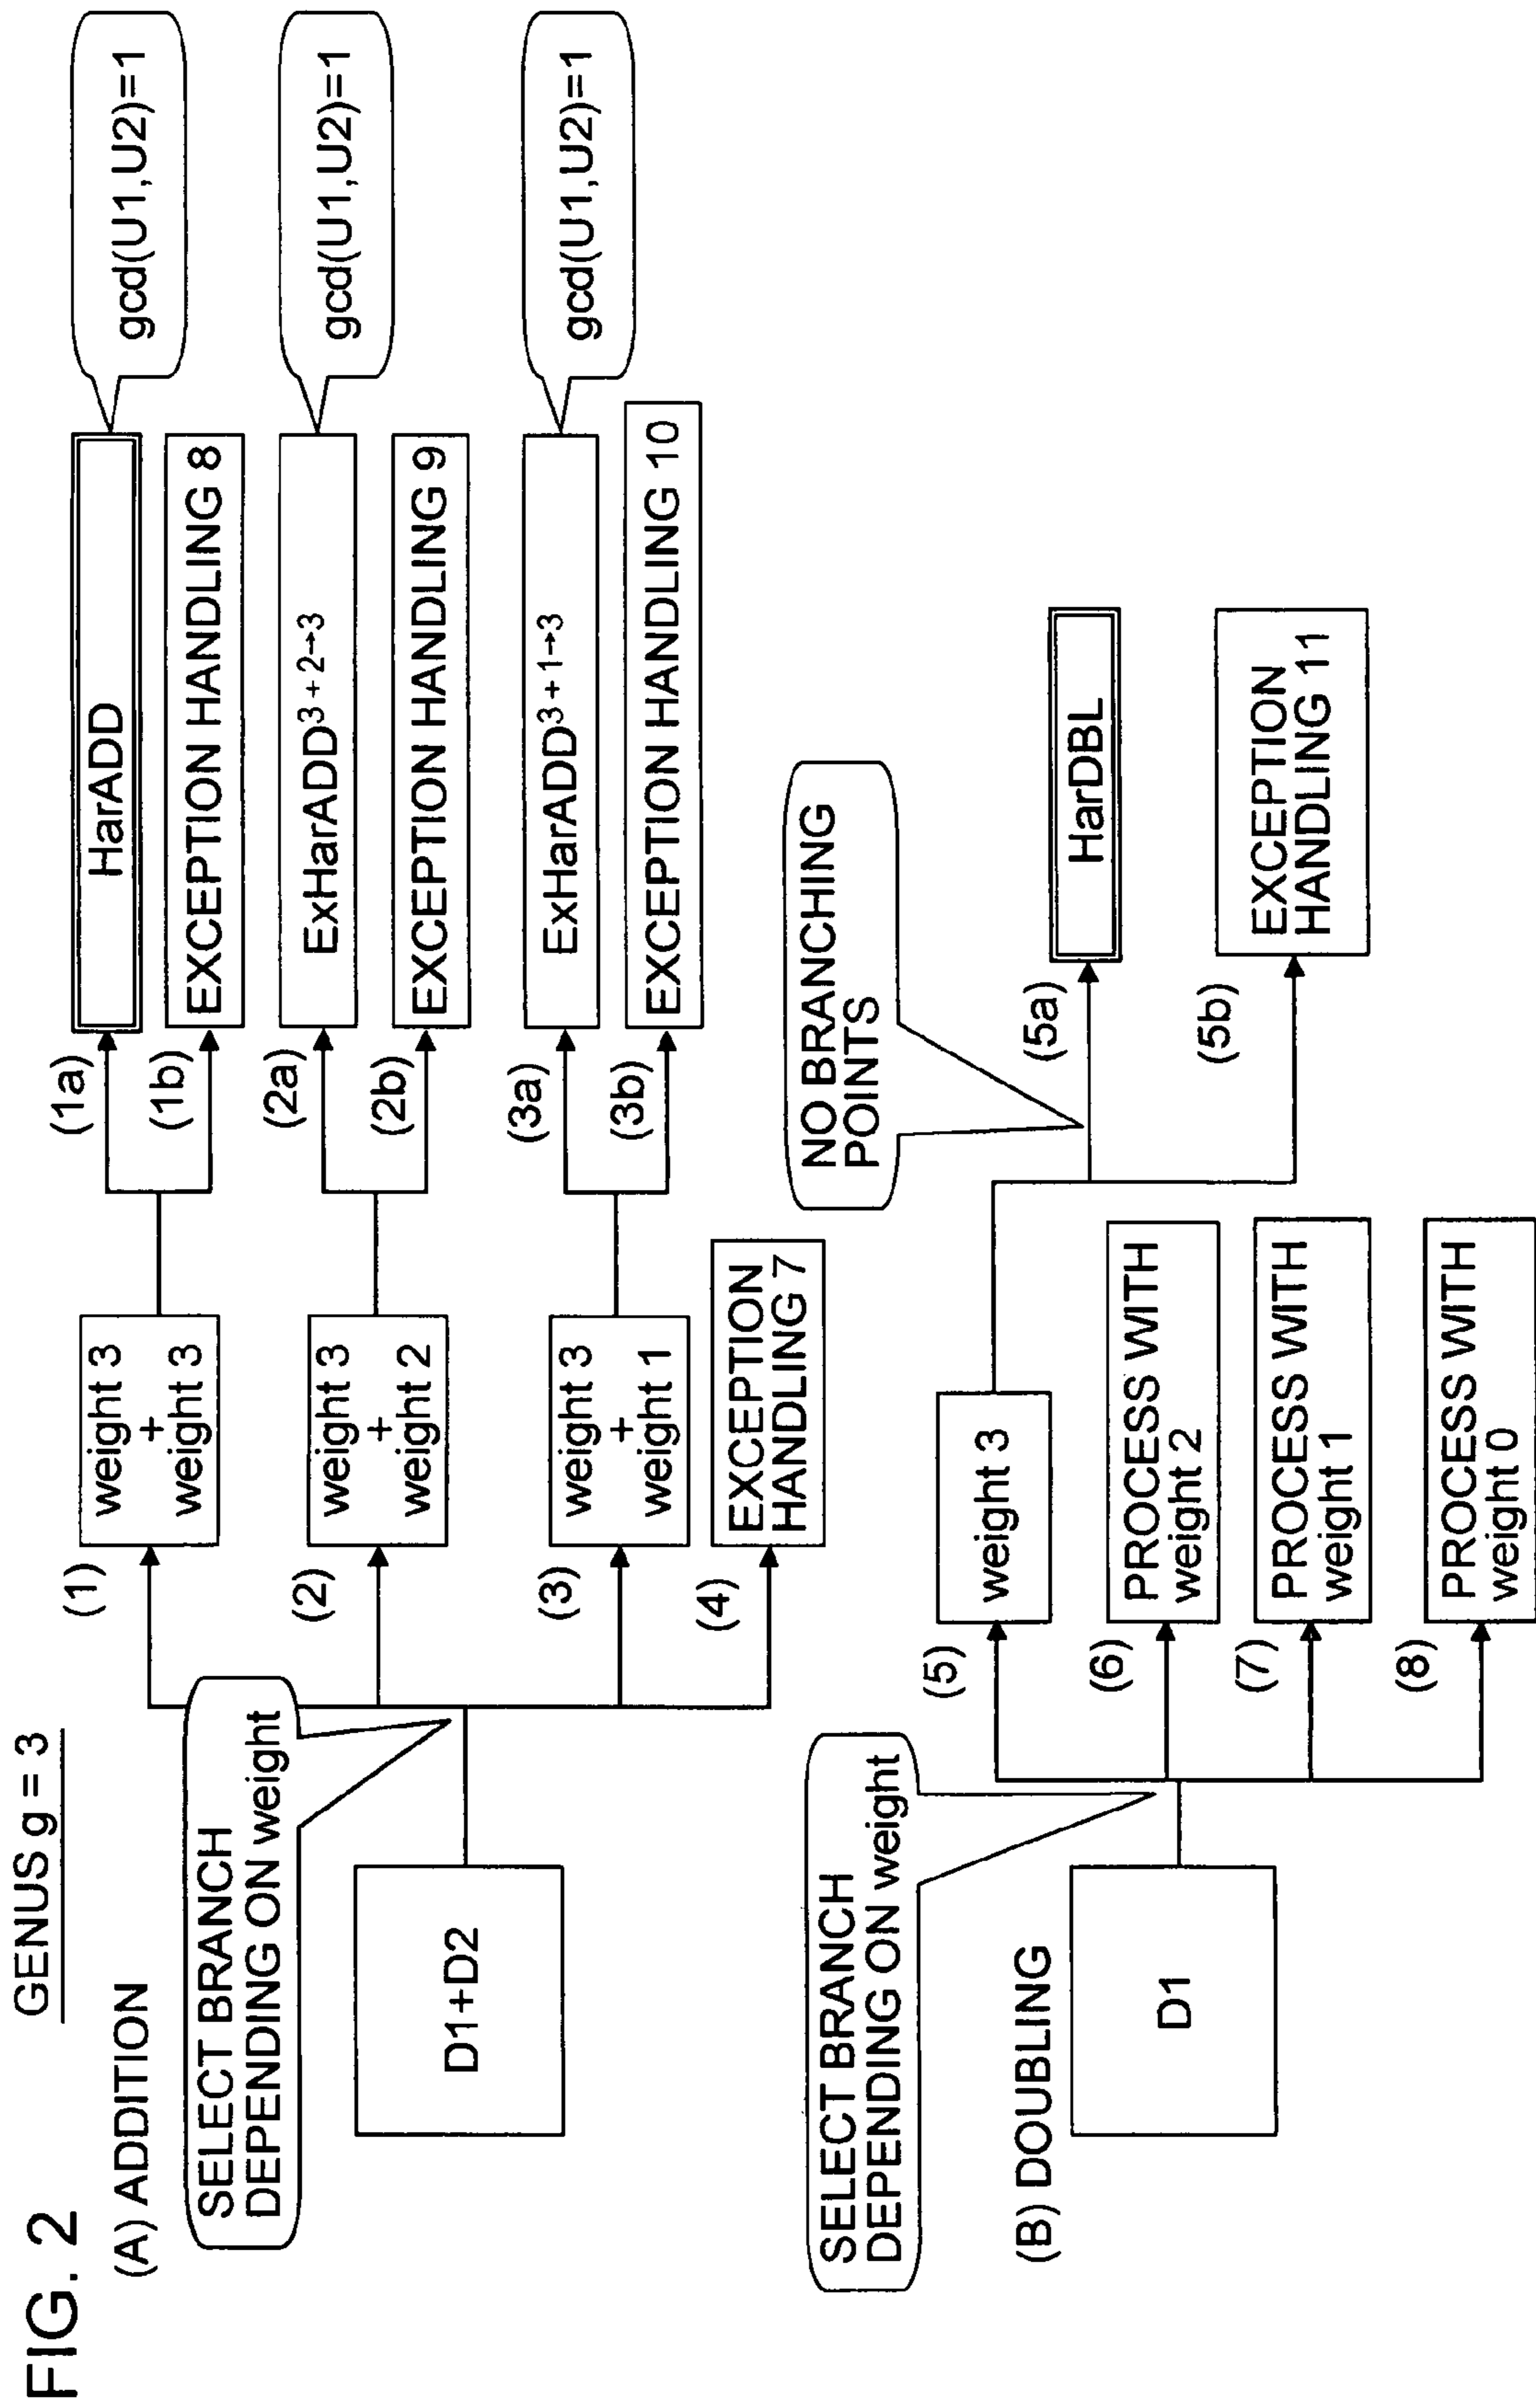 FIG. 2
GENUS g = 3
(A) ADDITION
SELECT BRANCH
DEPENDING ON weight
D1+D2
(1)
weight 3
+
weight 3
(1a)
HarADD
gcd(U1,U2)=1
(1b)
EXCEPTION HANDLING 8
(2)
weight 3
+
weight 2
(2a)
ExHarADD³⁺²→³
gcd(U1,U2)=1
(2b)
EXCEPTION HANDLING 9
(3)
weight 3
+
weight 1
(3a)
ExHarADD³⁺¹→³
gcd(U1,U2)=1
(3b)
EXCEPTION HANDLING 10
(4)
EXCEPTION
HANDLING 7
(B) DOUBLING
SELECT BRANCH
DEPENDING ON weight
D1
(5)
weight 3
NO BRANCHING
POINTS
(5a)
HarDBL
(5b)
EXCEPTION
HANDLING 11
(6)
PROCESS WITH
weight 2
(7)
PROCESS WITH
weight 1
(8)
PROCESS WITH
weight 0